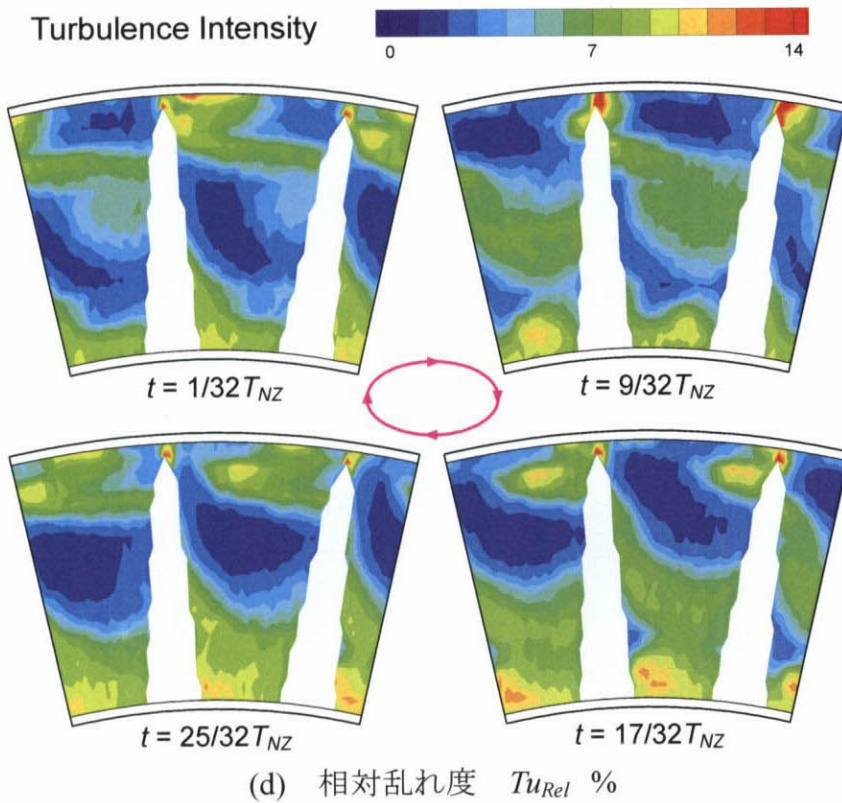 Turbulence Intensity
0 7 14
t = 1/32T_NZ t = 9/32T_NZ
t = 25/32T_NZ t = 17/32T_NZ
(d) 相対乱れ度 Tu_Rel %